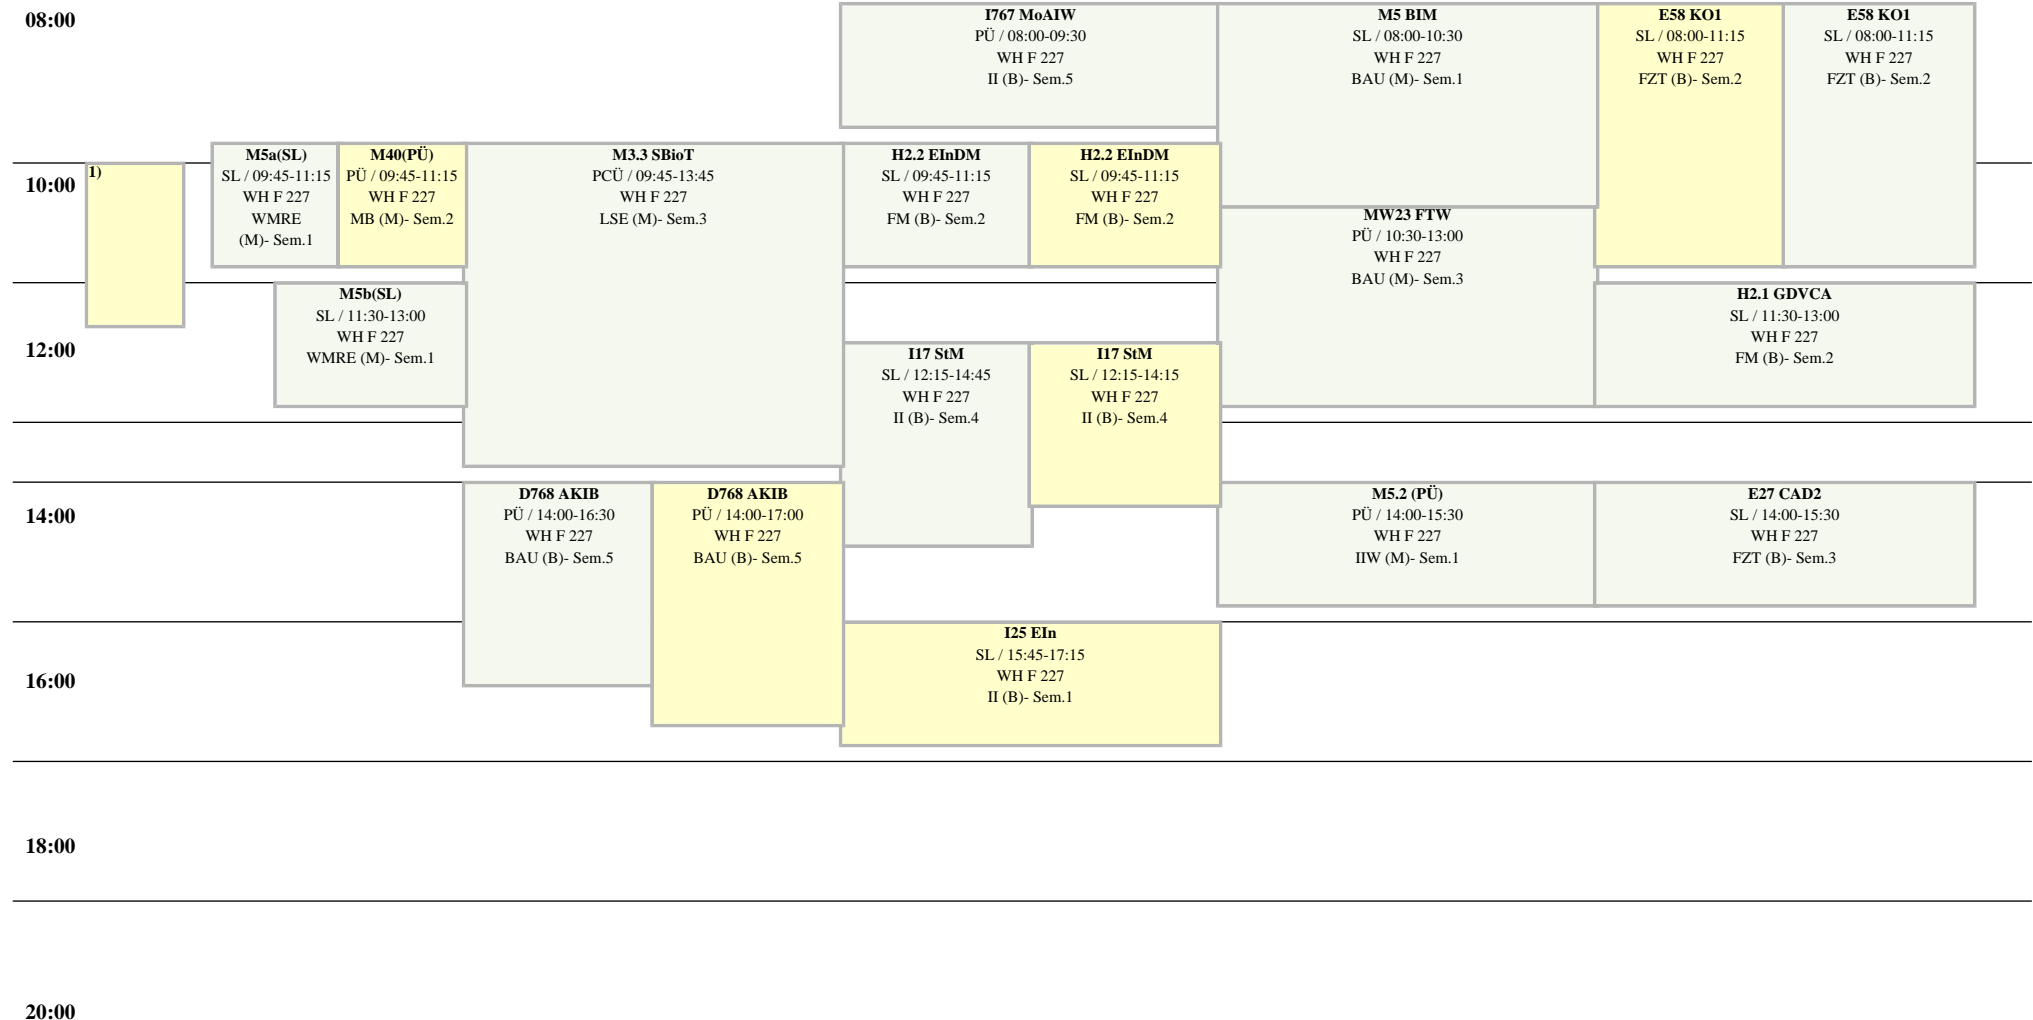 08:00
10:00
12:00
14:00
16:00
18:00
20:00
1)
M5a(SL)
SL / 09:45-11:15
WH F 227
WMRE
(M)- Sem.1
M40(PÜ)
PÜ / 09:45-11:15
WH F 227
MB (M)- Sem.2
M5b(SL)
SL / 11:30-13:00
WH F 227
WMRE (M)- Sem.1
M3.3 SBioT
PCÜ / 09:45-13:45
WH F 227
LSE (M)- Sem.3
D768 AKIB
PÜ / 14:00-16:30
WH F 227
BAU (B)- Sem.5
D768 AKIB
PÜ / 14:00-17:00
WH F 227
BAU (B)- Sem.5
I767 MoAIW
PÜ / 08:00-09:30
WH F 227
II (B)- Sem.5
H2.2 EInDM
SL / 09:45-11:15
WH F 227
FM (B)- Sem.2
H2.2 EInDM
SL / 09:45-11:15
WH F 227
FM (B)- Sem.2
I17 StM
SL / 12:15-14:45
WH F 227
II (B)- Sem.4
I17 StM
SL / 12:15-14:15
WH F 227
II (B)- Sem.4
I25 EIn
SL / 15:45-17:15
WH F 227
II (B)- Sem.1
M5 BIM
SL / 08:00-10:30
WH F 227
BAU (M)- Sem.1
MW23 FTW
PÜ / 10:30-13:00
WH F 227
BAU (M)- Sem.3
M5.2 (PÜ)
PÜ / 14:00-15:30
WH F 227
IIW (M)- Sem.1
E58 KO1
SL / 08:00-11:15
WH F 227
FZT (B)- Sem.2
E58 KO1
SL / 08:00-11:15
WH F 227
FZT (B)- Sem.2
H2.1 GDVCA
SL / 11:30-13:00
WH F 227
FM (B)- Sem.2
E27 CAD2
SL / 14:00-15:30
WH F 227
FZT (B)- Sem.3